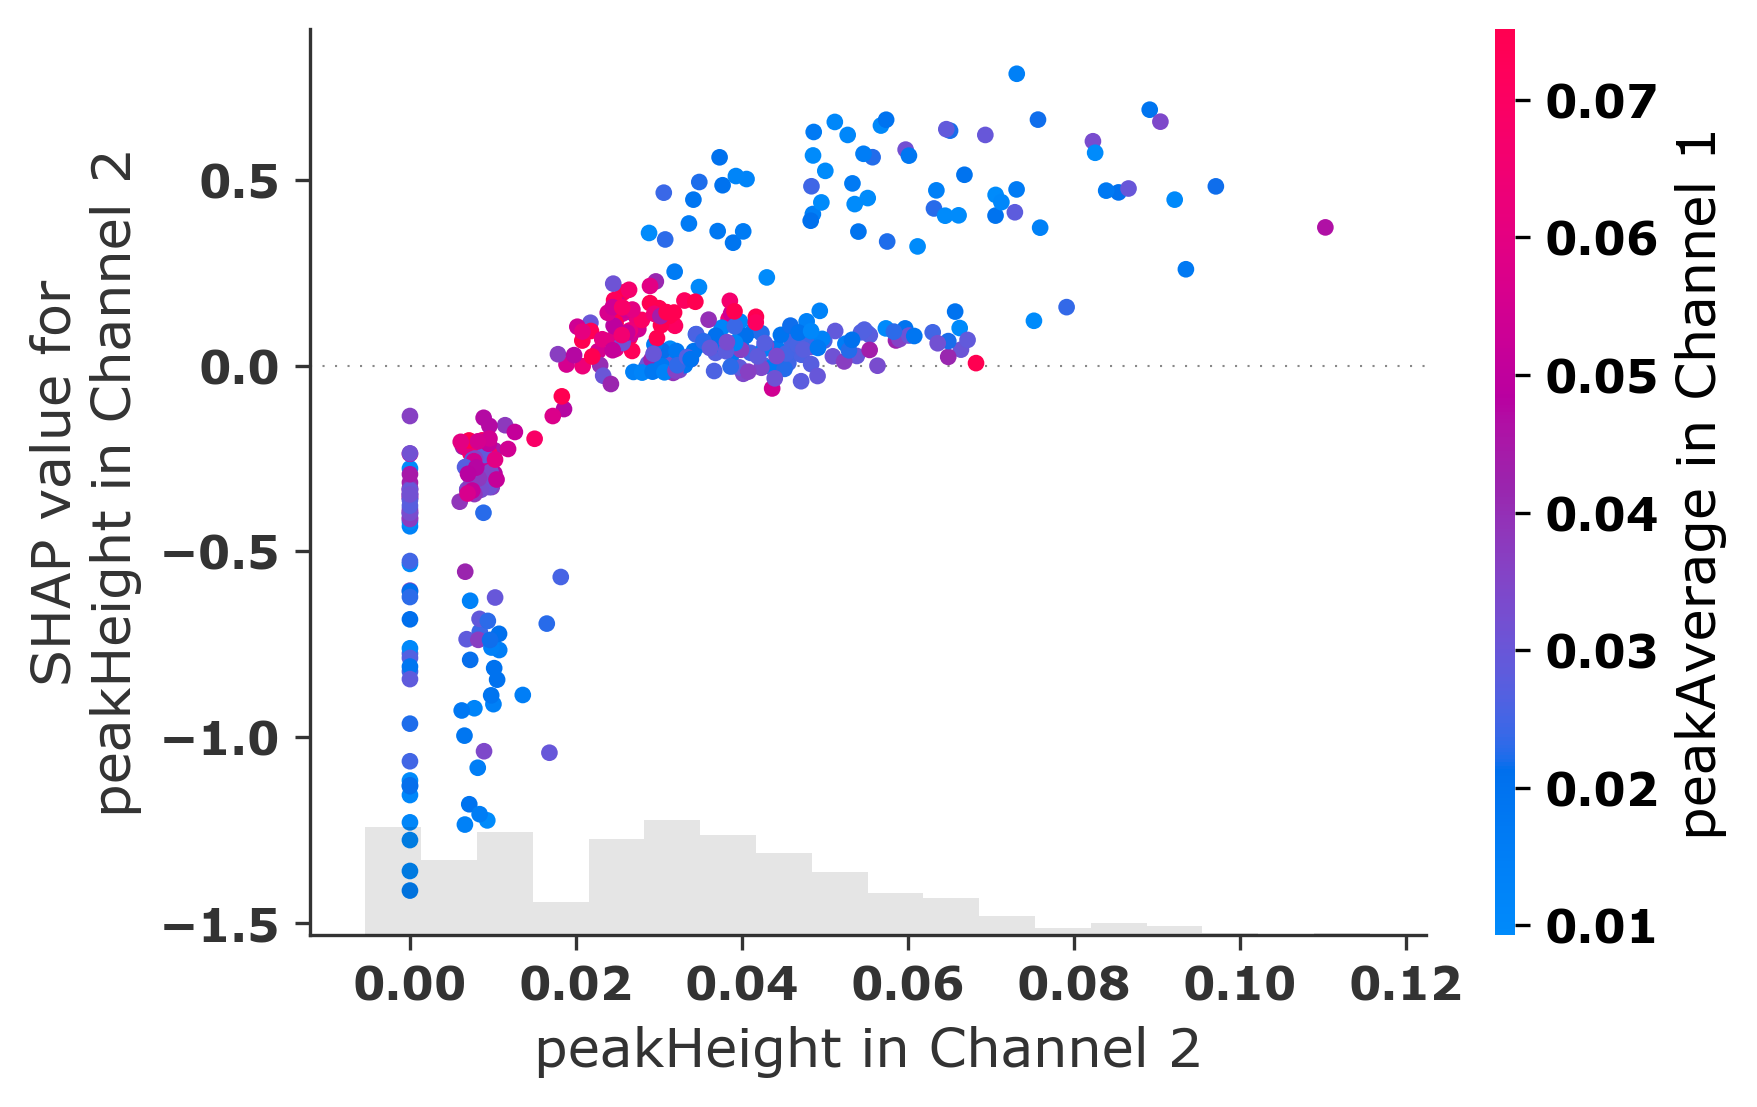 SHAP value for
peakHeight in Channel 2
0.5
0.0
−0.5
−1.0
−1.5
0.00 0.02 0.04 0.06 0.08 0.10 0.12
peakHeight in Channel 2
0.07
0.06
0.05
0.04
0.03
0.02
0.01
peakAverage in Channel 1